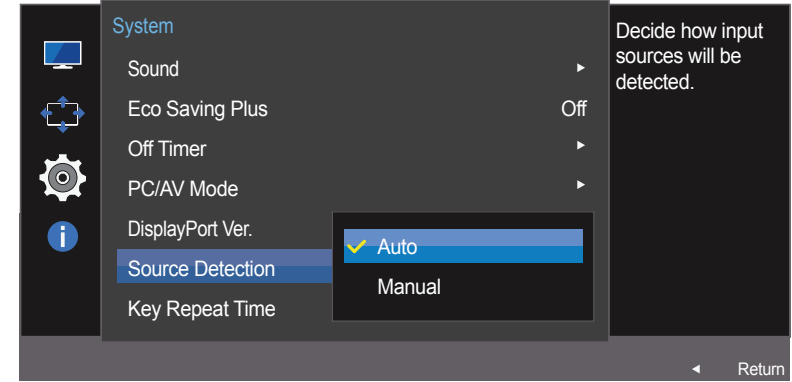 System
Sound
Eco Saving Plus Off
Off Timer
PC/AV Mode
DisplayPort Ver.
Source Detection
Key Repeat Time
Auto
Manual
Decide how input
sources will be
detected.
Return